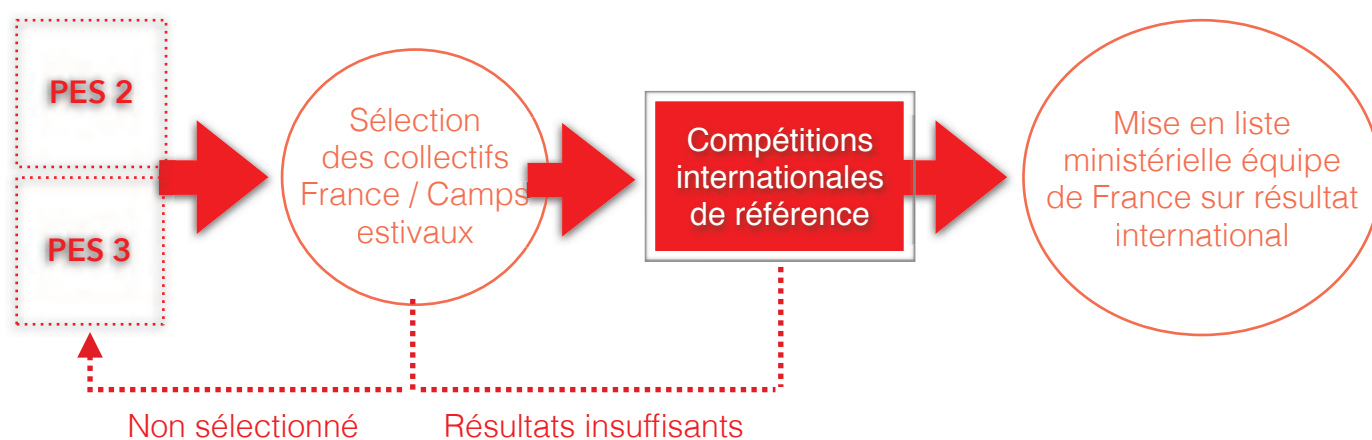 PES 2
PES 3
Sélection
des collectifs
France / Camps
estivaux
Compétitions
internationales
de référence
Mise en liste
ministérielle équipe
de France sur résultat
international
Non sélectionné
Résultats insuffisants